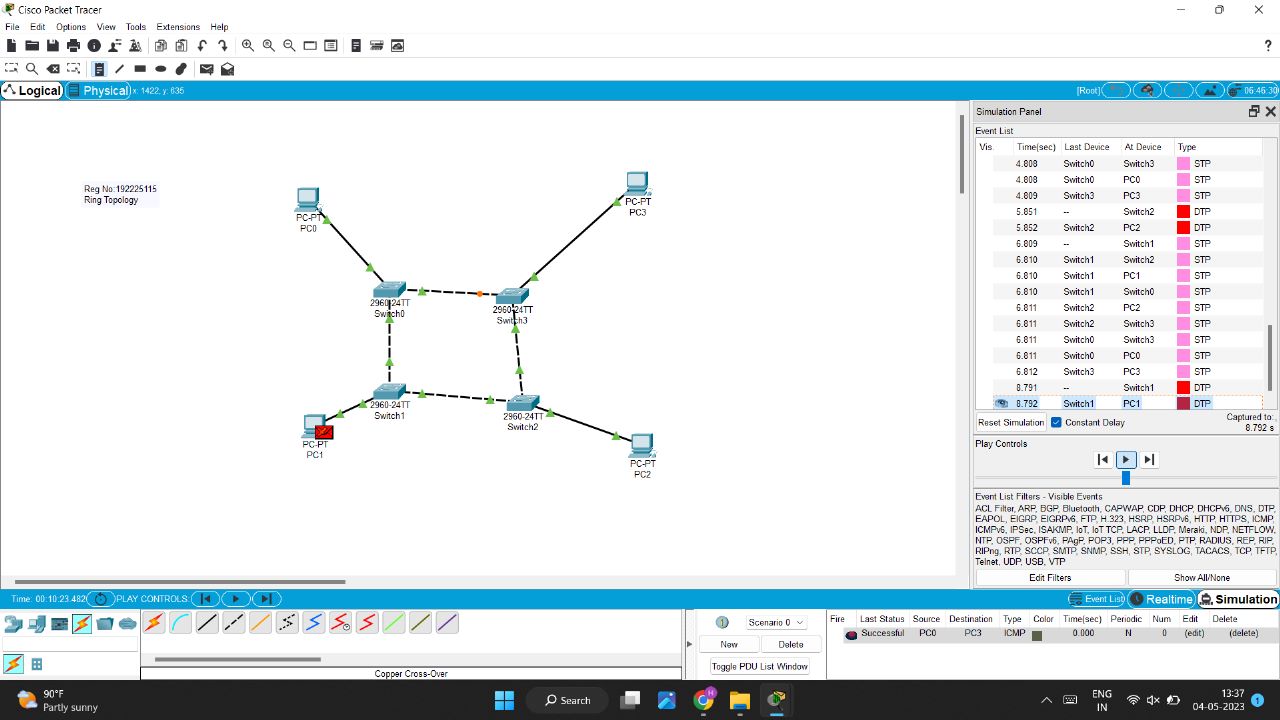 Cisco Packet Tracer
File Edit Options View Tools Extensions Help
?
Logical Physical x: 1422, y: 635 [Root] 06:46:30
Reg No:192225115
Ring Topology
PC-PT
PC0
PC-PT
PC3
2960-24TT
Switch0
2960-24TT
Switch3
2960-24TT
Switch1
2960-24TT
Switch2
PC-PT
PC1
PC-PT
PC2
Simulation Panel
Event List
Vis. Time(sec) Last Device At Device Type
4.808 Switch0 Switch3 STP
4.808 Switch0 PC0 STP
4.809 Switch3 PC3 STP
5.851 -- Switch2 DTP
5.852 Switch2 PC2 DTP
6.809 -- Switch1 STP
6.810 Switch1 Switch2 STP
6.810 Switch1 PC1 STP
6.810 Switch1 Switch0 STP
6.811 Switch2 PC2 STP
6.811 Switch2 Switch3 STP
6.811 Switch0 Switch3 STP
6.811 Switch0 PC0 STP
6.812 Switch3 PC3 STP
8.791 -- Switch1 DTP
8.792 Switch1 PC1 DTP
Reset Simulation Constant Delay Captured to:
8.792 s
Play Controls
Event List Filters - Visible Events
ACL Filter, ARP, BGP, Bluetooth, CAPWAP, CDP, DHCP, DHCPv6, DNS, DTP,
EAPOL, EIGRP, EIGRPv6, FTP, H.323, HSRP, HSRPv6, HTTP, HTTPS, ICMP,
ICMPv6, IPSec, ISAKMP, IoT, IoT TCP, LACP, LLDP, Meraki, NDP, NETFLOW,
NTP, OSPF, OSPFv6, PAgP, POP3, PPP, PPPoED, PTP, RADIUS, REP, RIP,
RIPng, RTP, SCCP, SMTP, SNMP, SSH, STP, SYSLOG, TACACS, TCP, TFTP,
Telnet, UDP, USB, VTP
Edit Filters Show All/None
Time: 00:10:23.482 PLAY CONTROLS: Event List Realtime Simulation
Scenario 0
New Delete
Toggle PDU List Window
Fire Last Status Source Destination Type Color Time(sec) Periodic Num Edit Delete
Successful PC0 PC3 ICMP 0.000 N 0 (edit) (delete)
Copper Cross-Over
90°F
Partly sunny
Search
H
ENG
IN
13:37
04-05-2023
1